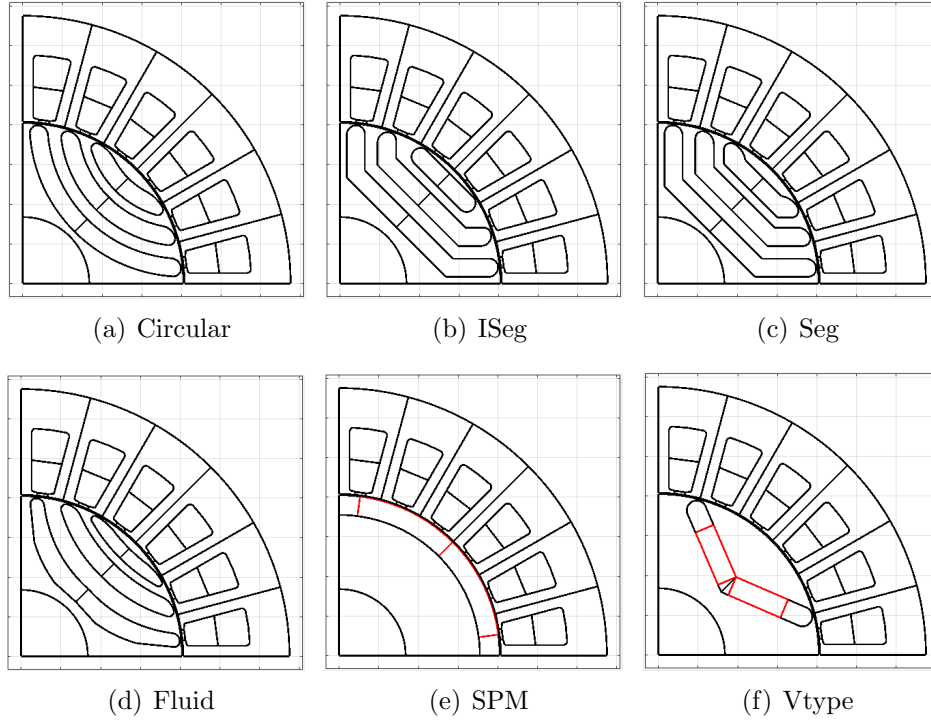 (a) Circular
(b) ISeg
(c) Seg
(d) Fluid
(e) SPM
(f) Vtype